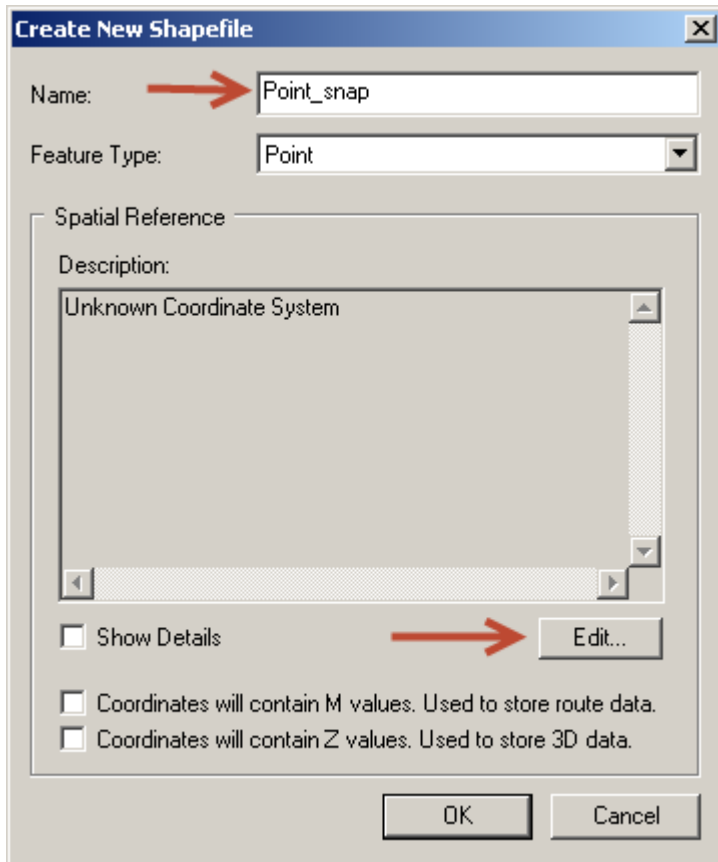 Create New Shapefile
Name: Point_snap
Feature Type: Point
Spatial Reference
Description:
Unknown Coordinate System
Show Details Edit...
Coordinates will contain M values. Used to store route data.
Coordinates will contain Z values. Used to store 3D data.
OK Cancel